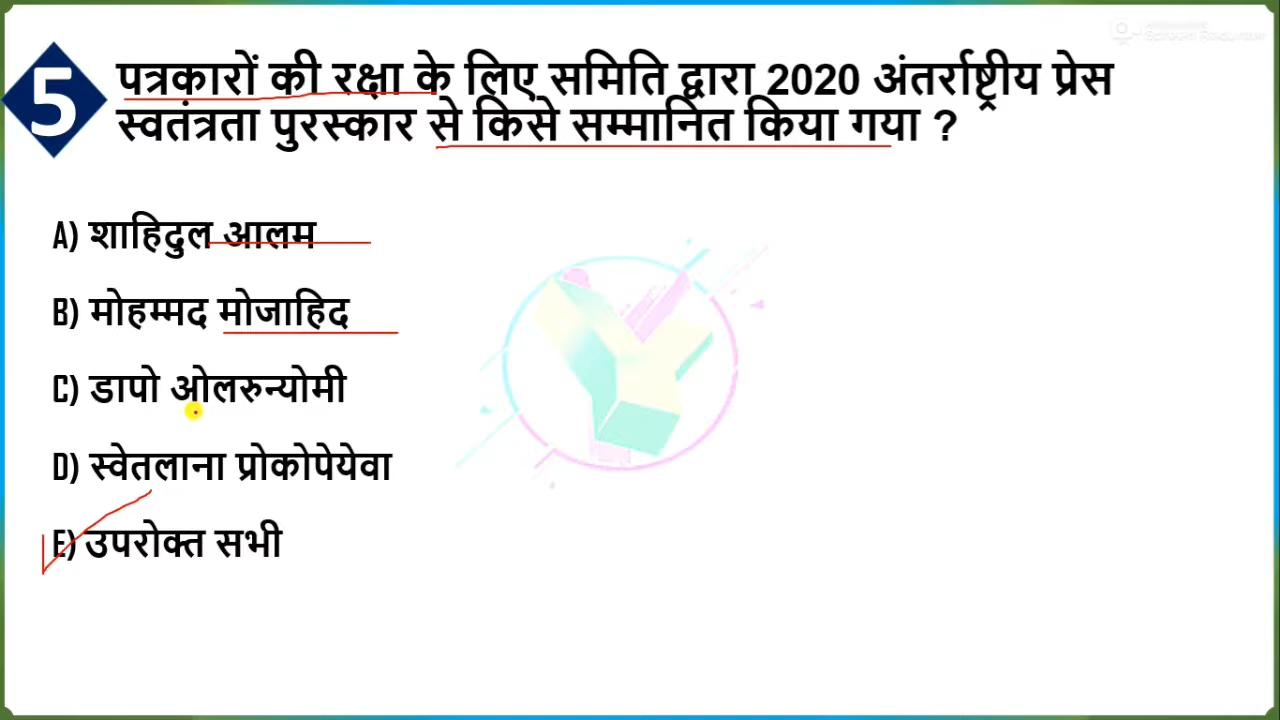 5
पत्रकारों की रक्षा के लिए समिति द्वारा 2020 अंतर्राष्ट्रीय प्रेस
स्वतंत्रता पुरस्कार से किसे सम्मानित किया गया ?
A) शाहिदुल आलम
B) मोहम्मद मोजाहिद
C) डापो ओलरुन्योमी
D) स्वेतलाना प्रोकोपेयेवा
E) उपरोक्त सभी